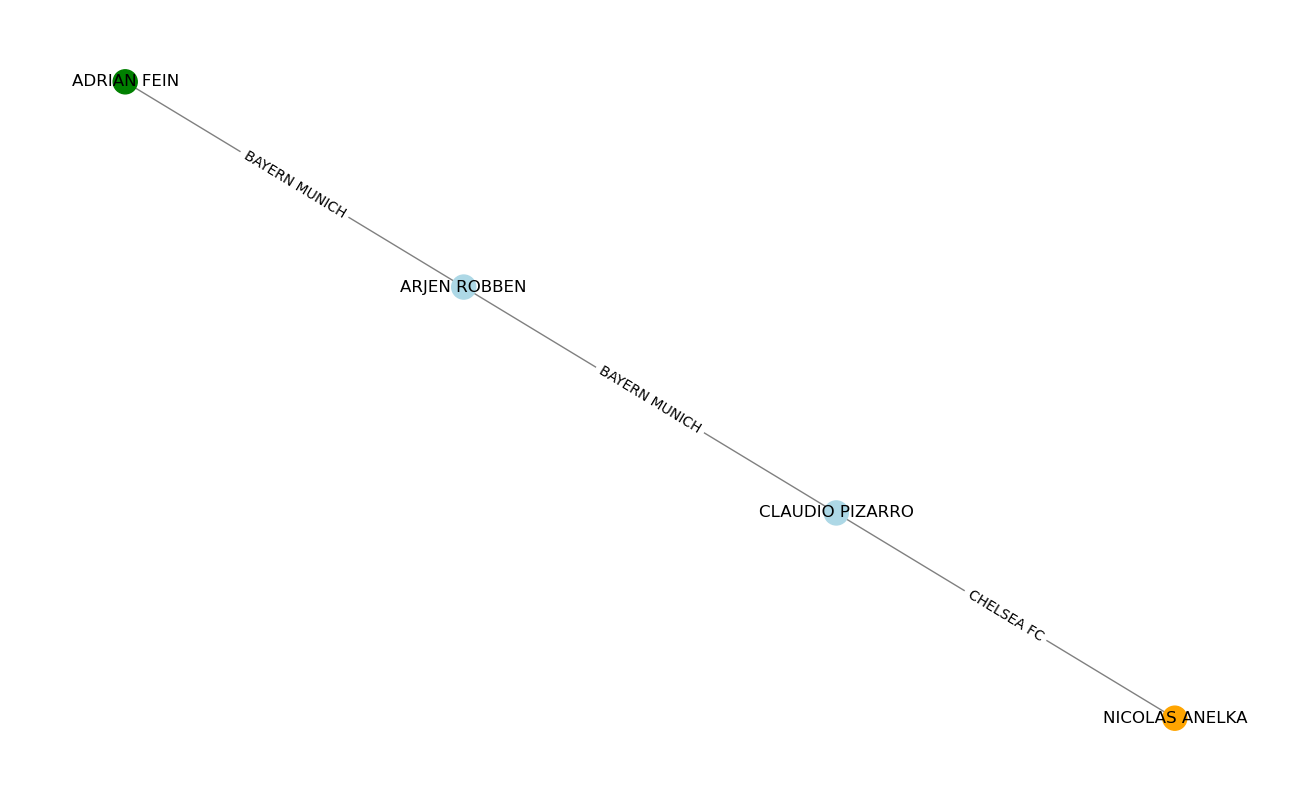 ADRIAN FEIN
BAYERN MUNICH
ARJEN ROBBEN
BAYERN MUNICH
CLAUDIO PIZARRO
CHELSEA FC
NICOLAS ANELKA